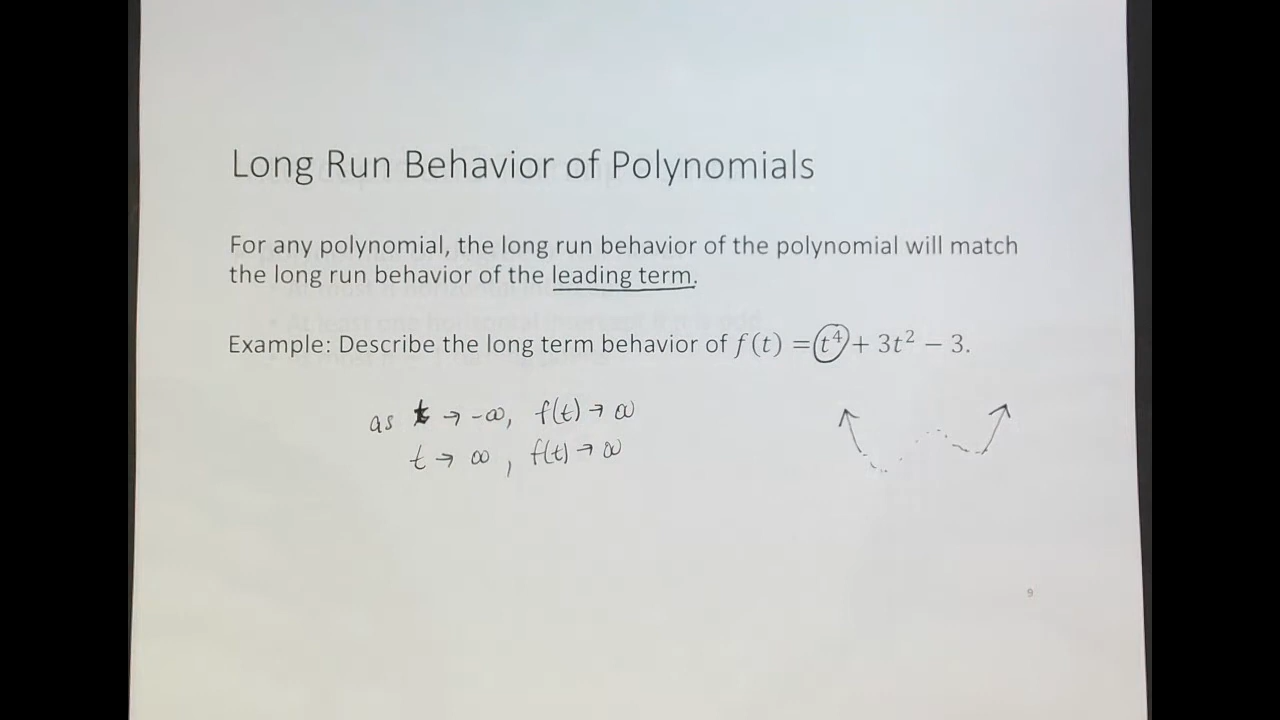 Long Run Behavior of Polynomials
For any polynomial, the long run behavior of the polynomial will match
the long run behavior of the leading term.
Example: Describe the long term behavior of f(t) = t⁴ + 3t² − 3.
as t → -∞, f(t) → ∞
t → ∞, f(t) → ∞
9